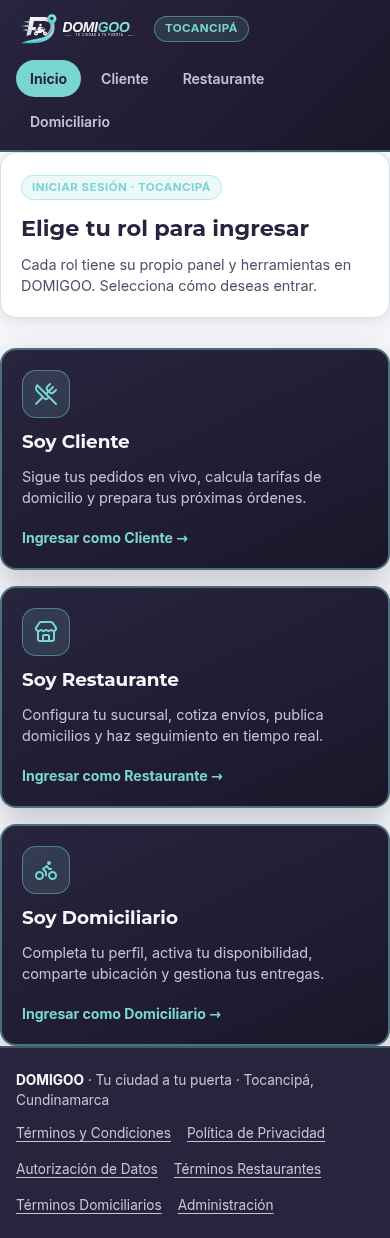 DOMIGOO
TU CIUDAD A TU PUERTA
TOCANCIPÁ
Inicio
Cliente
Restaurante
Domiciliario
INICIAR SESIÓN · TOCANCIPÁ
Elige tu rol para ingresar
Cada rol tiene su propio panel y herramientas en
DOMIGOO. Selecciona cómo deseas entrar.
Soy Cliente
Sigue tus pedidos en vivo, calcula tarifas de
domicilio y prepara tus próximas órdenes.
Ingresar como Cliente →
Soy Restaurante
Configura tu sucursal, cotiza envíos, publica
domicilios y haz seguimiento en tiempo real.
Ingresar como Restaurante →
Soy Domiciliario
Completa tu perfil, activa tu disponibilidad,
comparte ubicación y gestiona tus entregas.
Ingresar como Domiciliario →
DOMIGOO · Tu ciudad a tu puerta · Tocancipá,
Cundinamarca
Términos y Condiciones Política de Privacidad
Autorización de Datos Términos Restaurantes
Términos Domiciliarios Administración